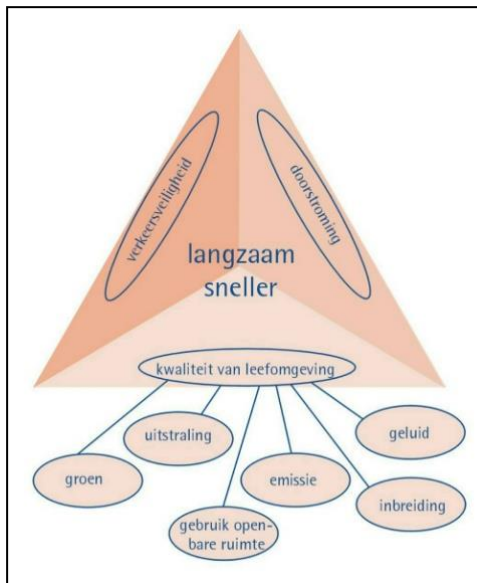 verkeersveiligheid
doorstroming
langzaam
sneller
kwaliteit van leefomgeving
uitstraling
geluid
groen
emissie
inbreiding
gebruik open-
bare ruimte